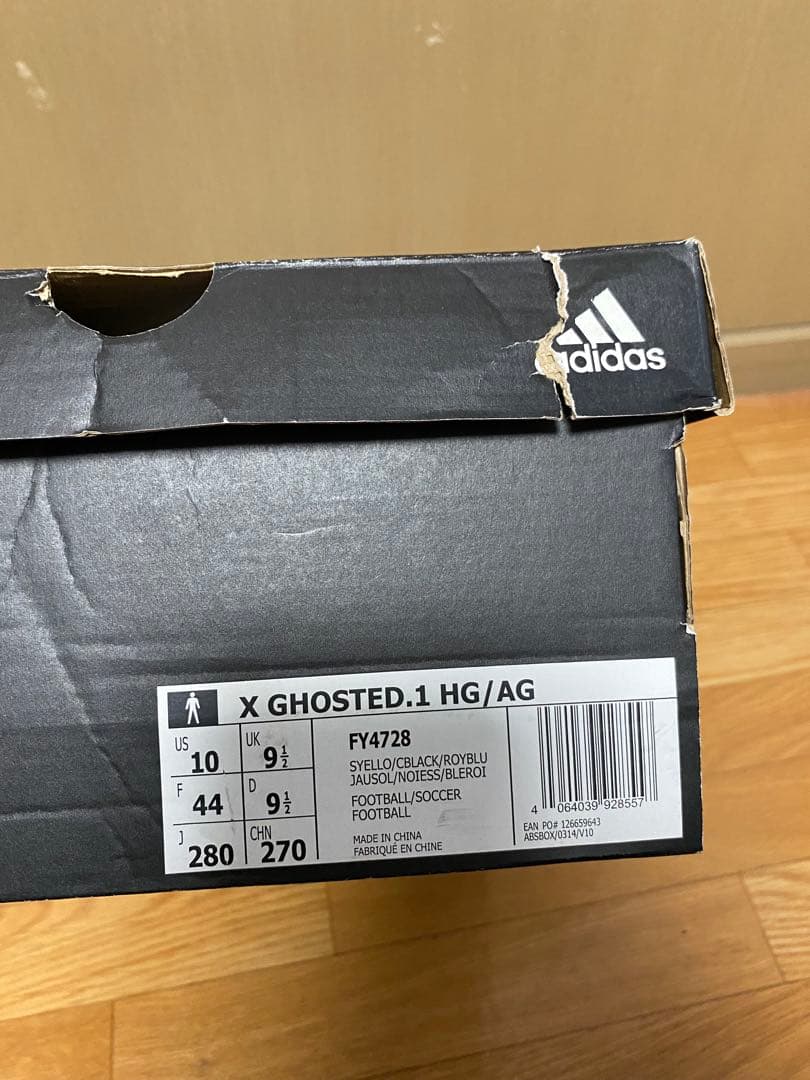 adidas
X GHOSTED.1 HG/AG
US 10
UK 9½
F 44
D 9½
J 280
CHN 270
FY4728
SYELLO/CBLACK/ROYBLU
JAUSOL/NOIESS/BLEROI
FOOTBALL/SOCCER
FOOTBALL
MADE IN CHINA
FABRIQUÉ EN CHINE
4 064039 928557
EAN PO# 126659643
ABSBOX/0314/V10